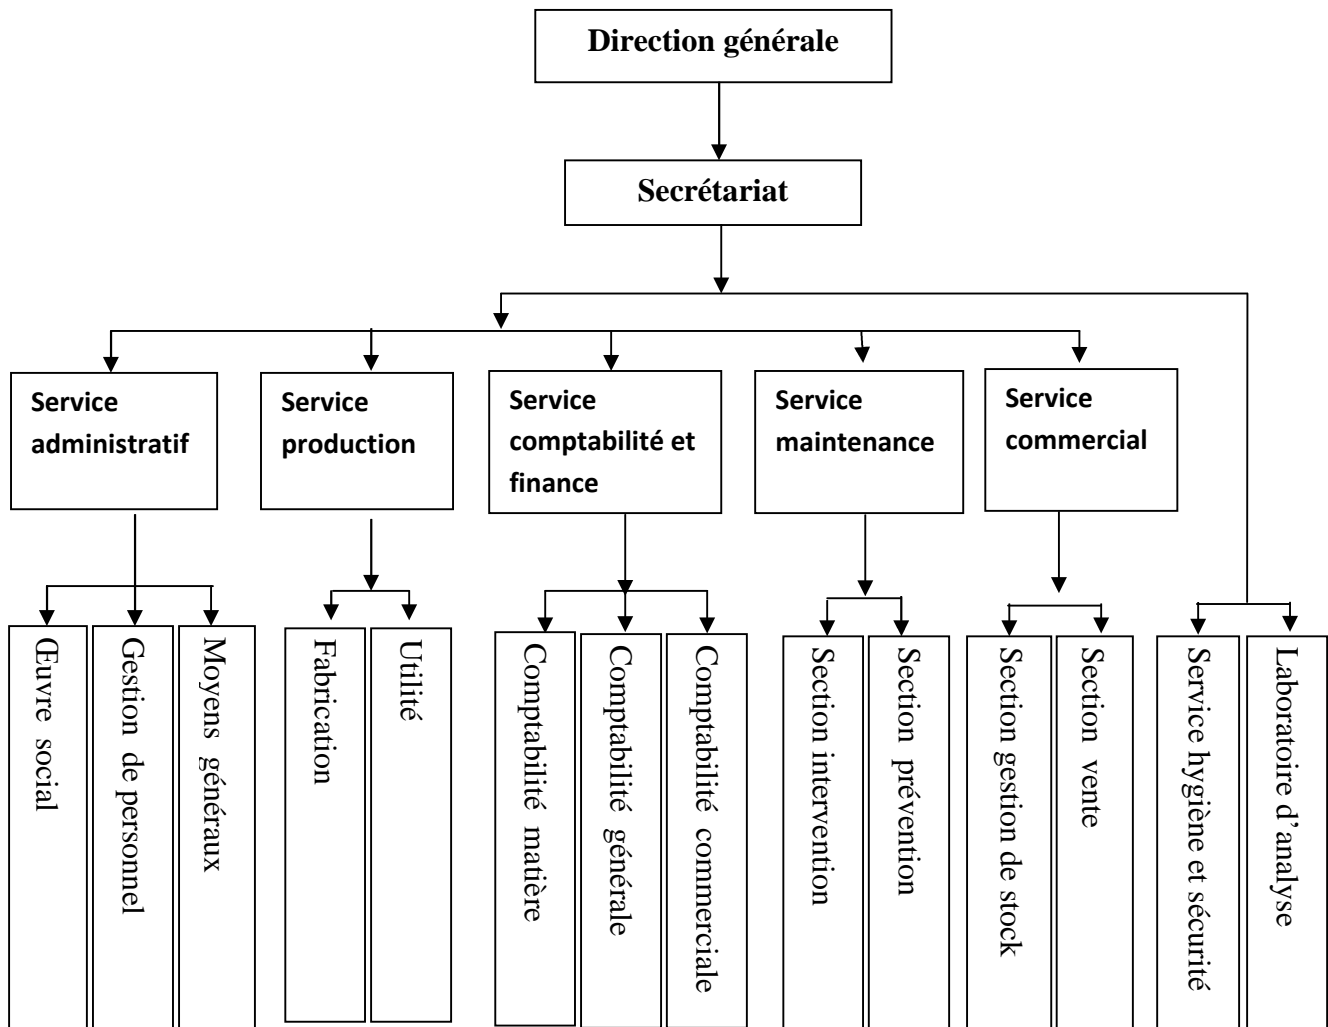 Direction générale
Secrétariat
Service
administratif
Service
production
Service
comptabilité et
finance
Service
maintenance
Service
commercial
Œuvre social
Gestion de personnel
Moyens généraux
Fabrication
Utilité
Comptabilité matière
Comptabilité générale
Comptabilité commerciale
Section intervention
Section prévention
Section gestion de stock
Section vente
Service hygiène et sécurité
Laboratoire d’analyse